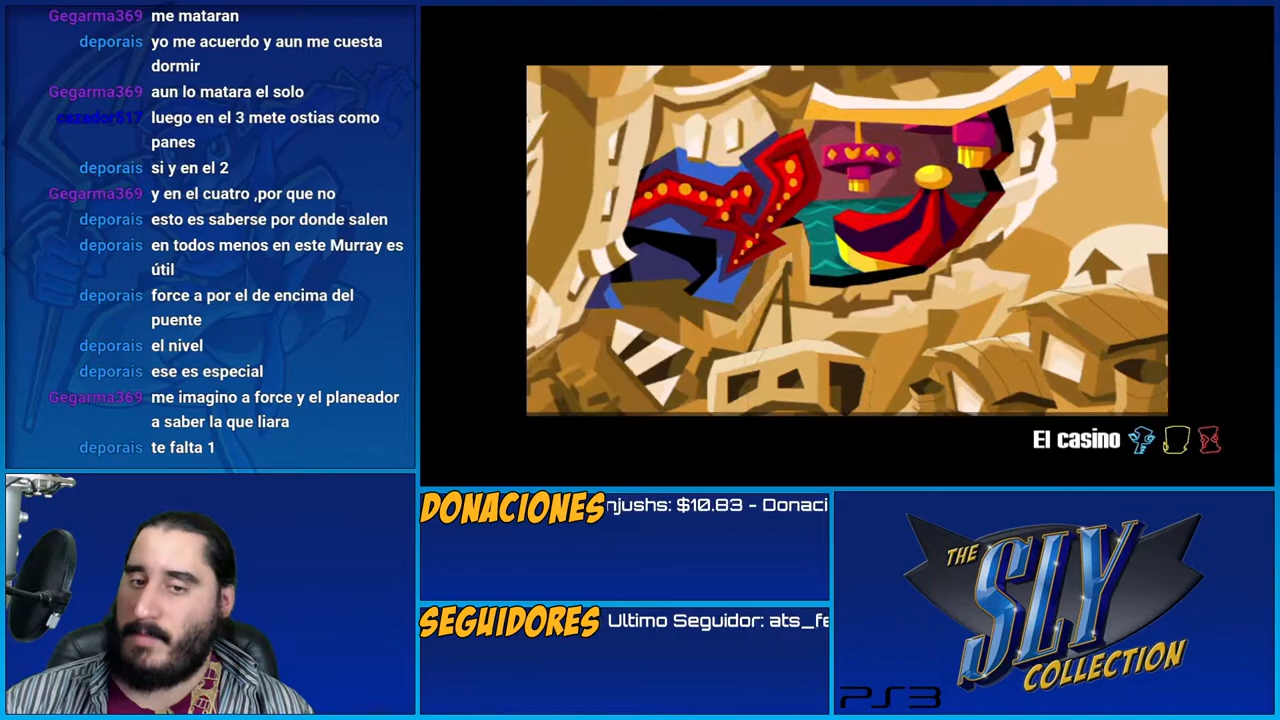 Gegarma369 me mataran
deporais yo me acuerdo y aun me cuesta
dormir
Gegarma369 aun lo matara el solo
cazador517 luego en el 3 mete ostias como
panes
deporais si y en el 2
Gegarma369 y en el cuatro ,por que no
deporais esto es saberse por donde salen
deporais en todos menos en este Murray es
útil
deporais force a por el de encima del
puente
deporais el nivel
deporais ese es especial
Gegarma369 me imagino a force y el planeador
a saber la que liara
deporais te falta 1
El casino
DONACIONES njushs: $10.83 - Donaci
SEGUIDORES Ultimo Seguidor: ats_fe
THE
SLY
COLLECTION
PS3